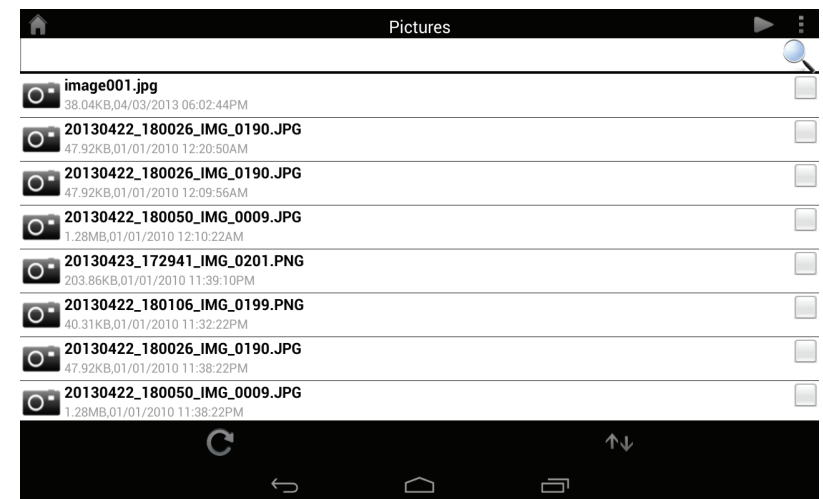 Pictures
image001.jpg
38.04KB,04/03/2013 06:02:44PM
20130422_180026_IMG_0190.JPG
47.92KB,01/01/2010 12:20:50AM
20130422_180026_IMG_0190.JPG
47.92KB,01/01/2010 12:09:56AM
20130422_180050_IMG_0009.JPG
1.28MB,01/01/2010 12:10:22AM
20130423_172941_IMG_0201.PNG
203.86KB,01/01/2010 11:39:10PM
20130422_180106_IMG_0199.PNG
40.31KB,01/01/2010 11:32:22PM
20130422_180026_IMG_0190.JPG
47.92KB,01/01/2010 11:38:22PM
20130422_180050_IMG_0009.JPG
1.28MB,01/01/2010 11:38:22PM